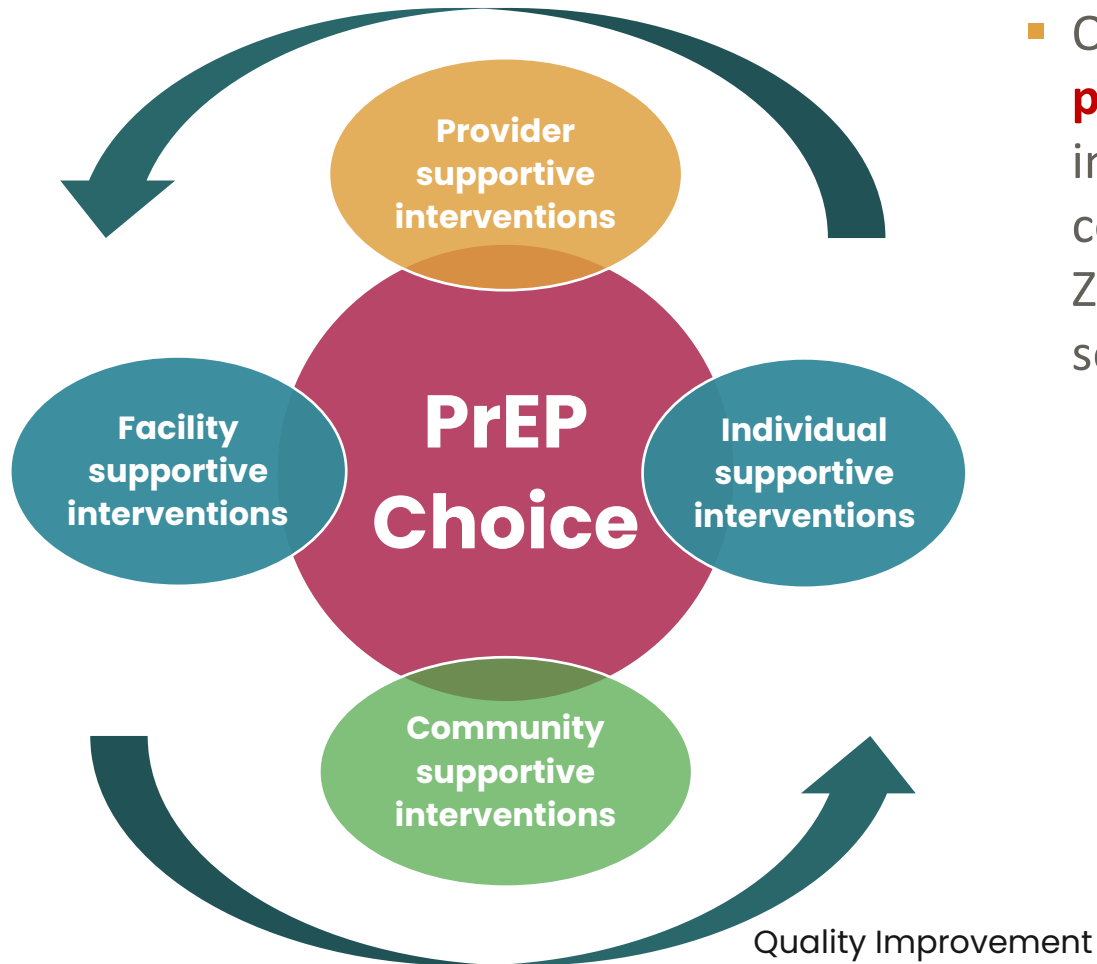 Provider
supportive
interventions
Facility
supportive
interventions
PrEP
Choice
Individual
supportive
interventions
Community
supportive
interventions
Quality Improvement